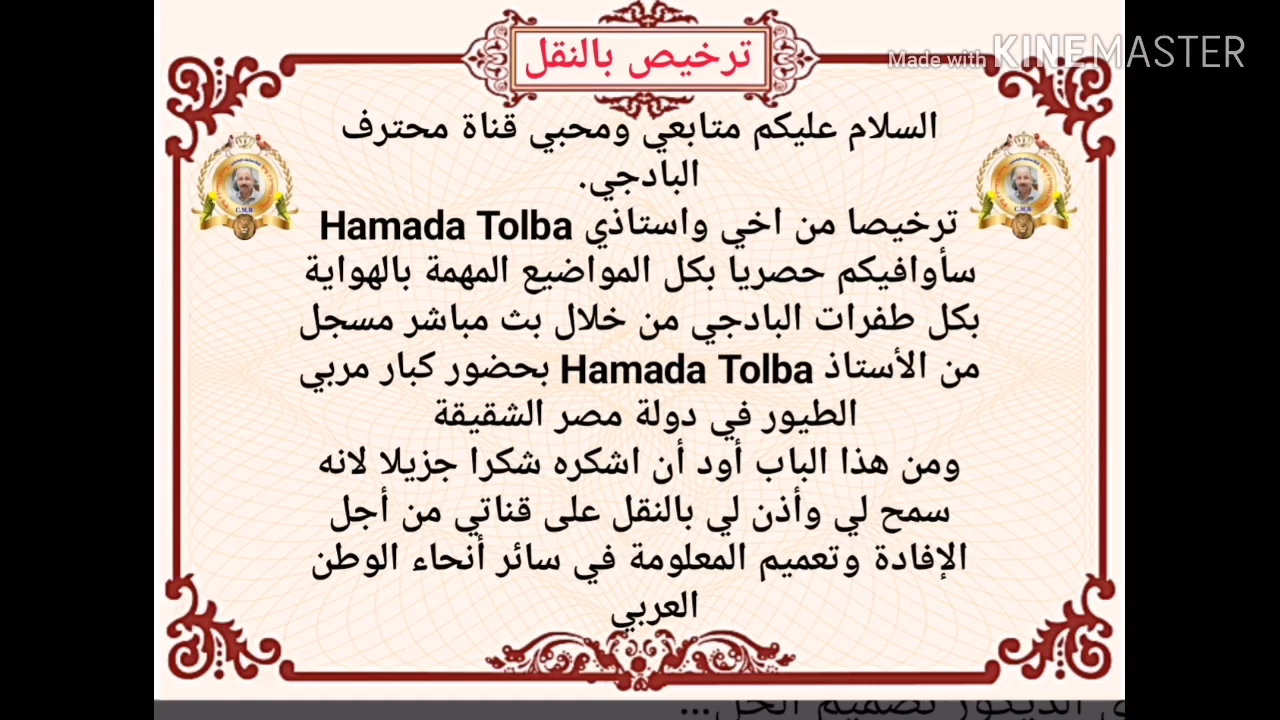 ترخيص بالنقل
Made with KINEMASTER
السلام عليكم متابعي ومحبي قناة محترف
البادجي.
ترخيصا من اخي واستاذي Hamada Tolba
سأوافيكم حصريا بكل المواضيع المهمة بالهواية
بكل طفرات البادجي من خلال بث مباشر مسجل
من الأستاذ Hamada Tolba بحضور كبار مربي
الطيور في دولة مصر الشقيقة
ومن هذا الباب أود أن اشكره شكرا جزيلا لانه
سمح لي وأذن لي بالنقل على قناتي من أجل
الإفادة وتعميم المعلومة في سائر أنحاء الوطن
العربي
C.M.B
C.M.B